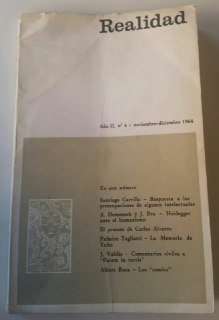 Realidad
Año II. nº 4 - noviembre-diciembre 1964
En este número
Santiago Carrillo - Respuesta a las
preocupaciones de algunos intelectuales
A. Domenech y J. Bru - Heidegger
ante el humanismo
El proceso de Carlos Alvarez
Palmiro Togliatti - La Memoria de
Yalta
J. Valdés - Comentarios críticos a
"Pacem in terris"
Albert Roca - Los "comics"